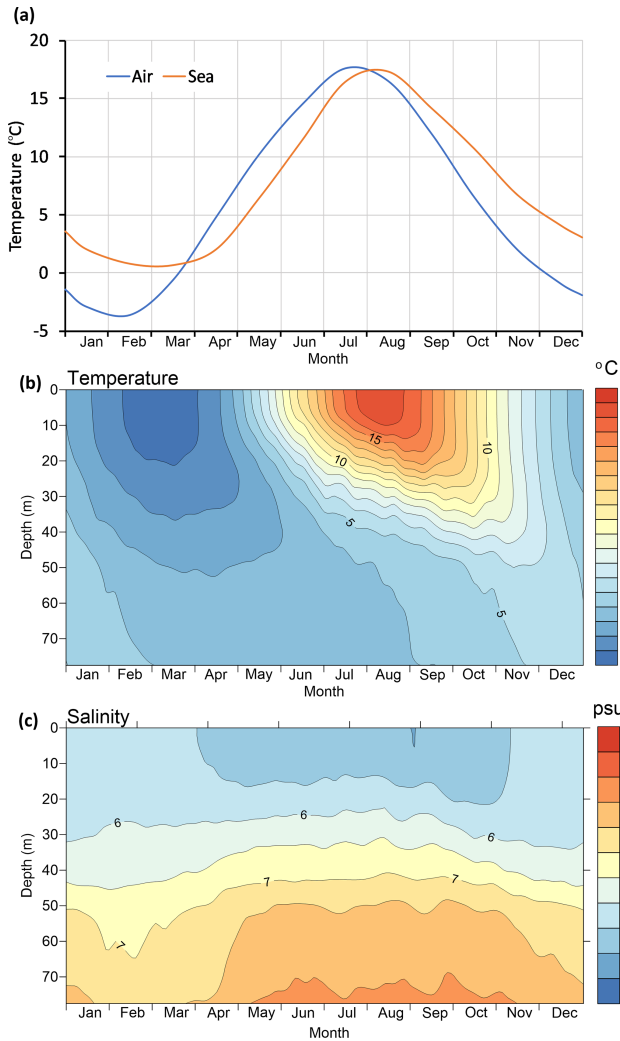 (a)
20
15
10
5
0
-5
Temperature (°C)
Air Sea
Jan Feb Mar Apr May Jun Jul Aug Sep Oct Nov Dec
Month
(b) Temperature
°C
0
10
20
30
40
50
60
70
Depth (m)
15
10
10
5
5
Jan Feb Mar Apr May Jun Jul Aug Sep Oct Nov Dec
Month
(c) Salinity
psu
0
10
20
30
40
50
60
70
Depth (m)
6
6
6
7
7
7
Jan Feb Mar Apr May Jun Jul Aug Sep Oct Nov Dec
Month